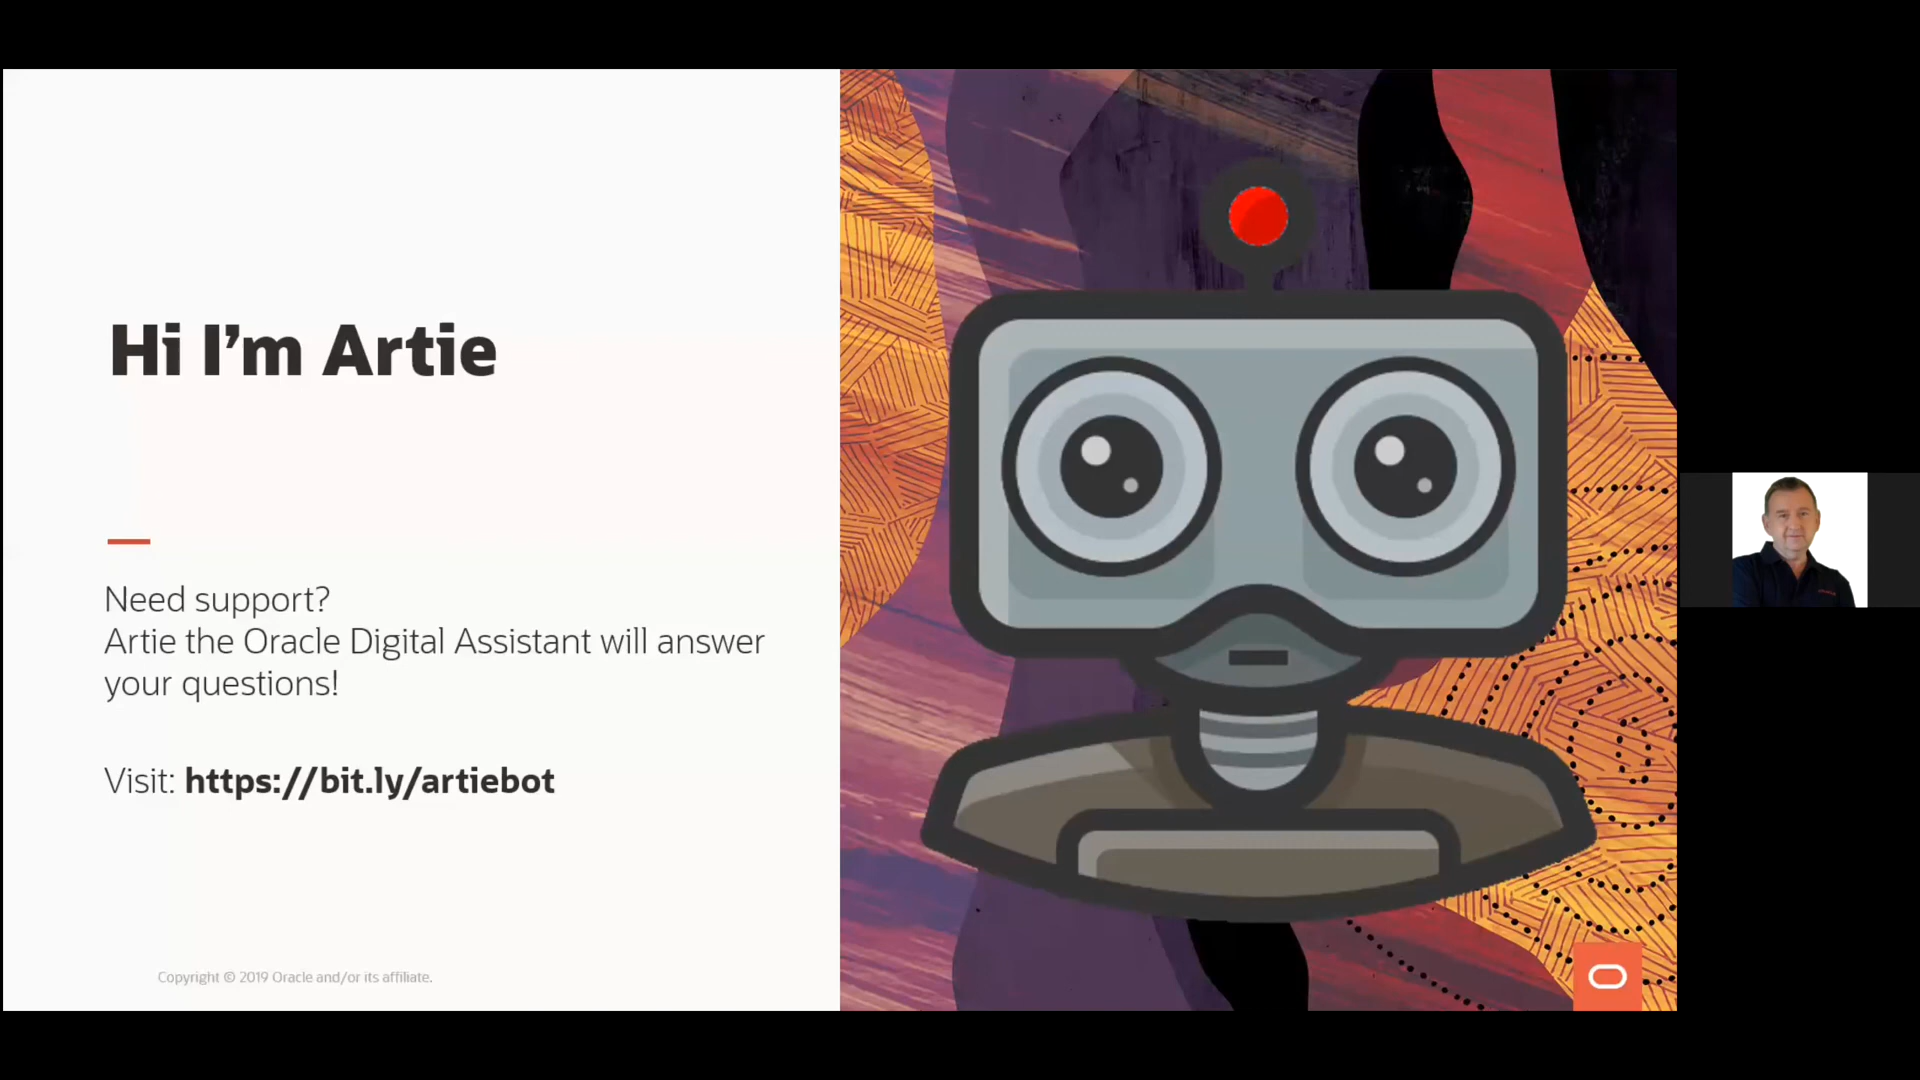 Hi I’m Artie
Need support?
Artie the Oracle Digital Assistant will answer
your questions!
Visit: https://bit.ly/artiebot
Copyright © 2019 Oracle and/or its affiliate.